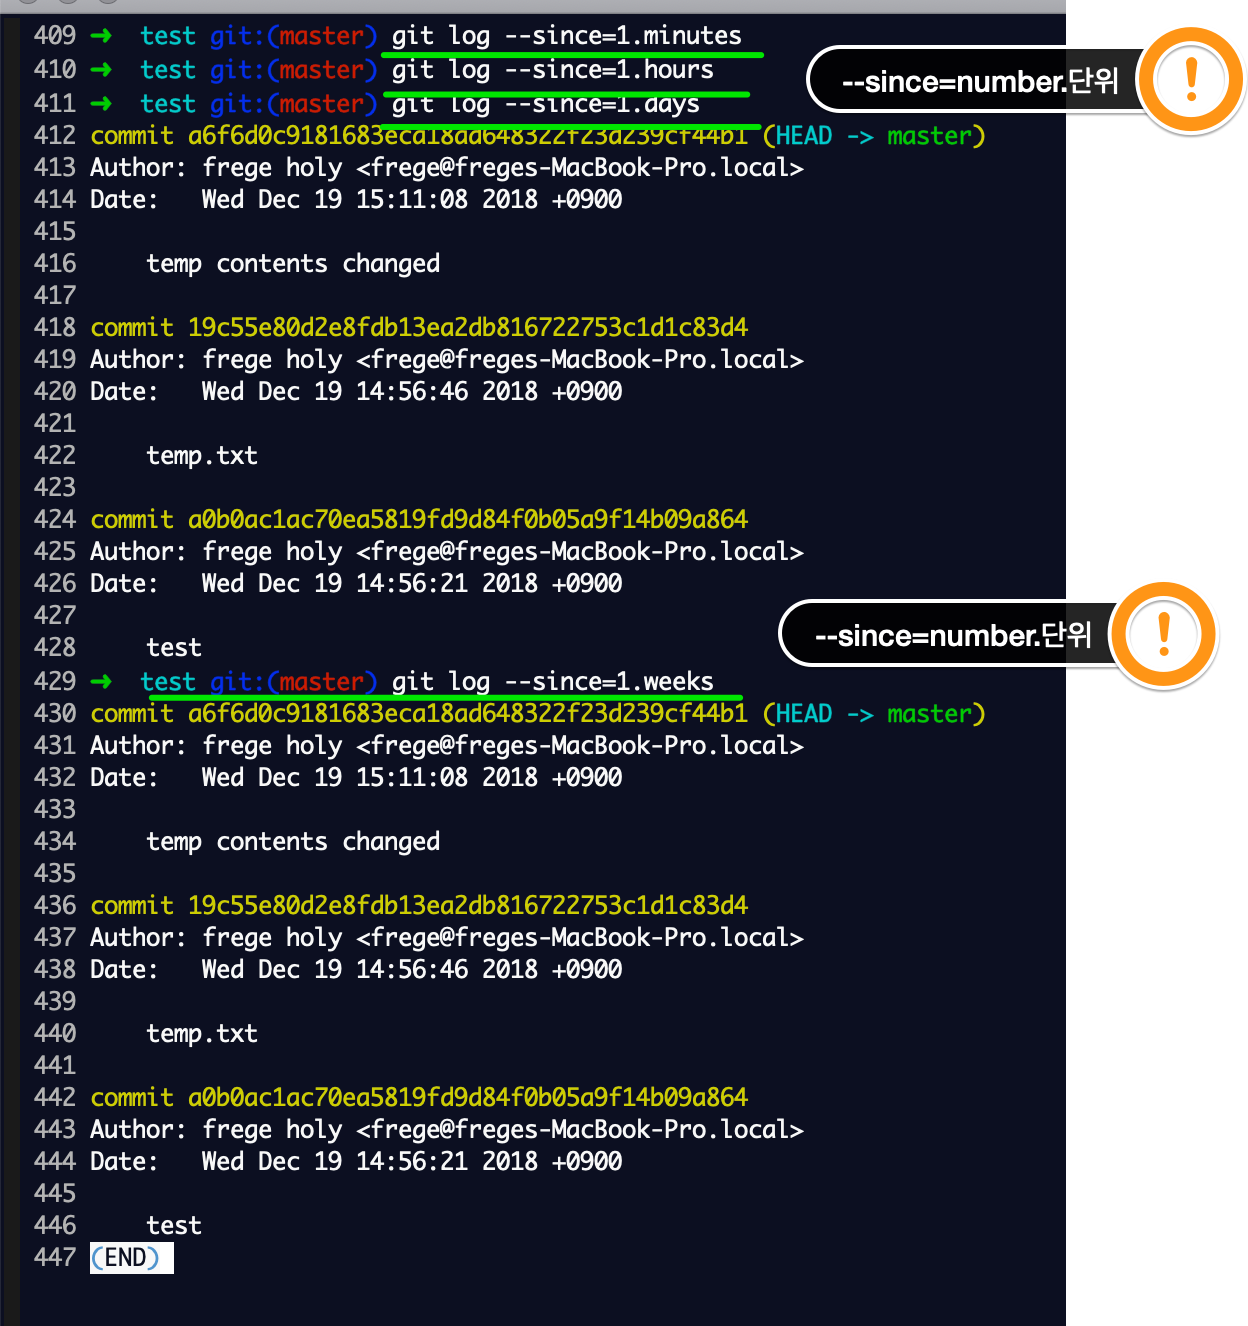 409 → test git:(master) git log --since=1.minutes
410 → test git:(master) git log --since=1.hours
--since=number.단위
411 → test git:(master) git log --since=1.days
412 commit a6f6d0c9181683eca18ad648322f23d239cf44b1 (HEAD -> master)
413 Author: frege holy <frege@freges-MacBook-Pro.local>
414 Date:   Wed Dec 19 15:11:08 2018 +0900
415
416     temp contents changed
417
418 commit 19c55e80d2e8fdb13ea2db816722753c1d1c83d4
419 Author: frege holy <frege@freges-MacBook-Pro.local>
420 Date:   Wed Dec 19 14:56:46 2018 +0900
421
422     temp.txt
423
424 commit a0b0ac1ac70ea5819fd9d84f0b05a9f14b09a864
425 Author: frege holy <frege@freges-MacBook-Pro.local>
426 Date:   Wed Dec 19 14:56:21 2018 +0900
427
428     test
--since=number.단위
429 → test git:(master) git log --since=1.weeks
430 commit a6f6d0c9181683eca18ad648322f23d239cf44b1 (HEAD -> master)
431 Author: frege holy <frege@freges-MacBook-Pro.local>
432 Date:   Wed Dec 19 15:11:08 2018 +0900
433
434     temp contents changed
435
436 commit 19c55e80d2e8fdb13ea2db816722753c1d1c83d4
437 Author: frege holy <frege@freges-MacBook-Pro.local>
438 Date:   Wed Dec 19 14:56:46 2018 +0900
439
440     temp.txt
441
442 commit a0b0ac1ac70ea5819fd9d84f0b05a9f14b09a864
443 Author: frege holy <frege@freges-MacBook-Pro.local>
444 Date:   Wed Dec 19 14:56:21 2018 +0900
445
446     test
447 (END)